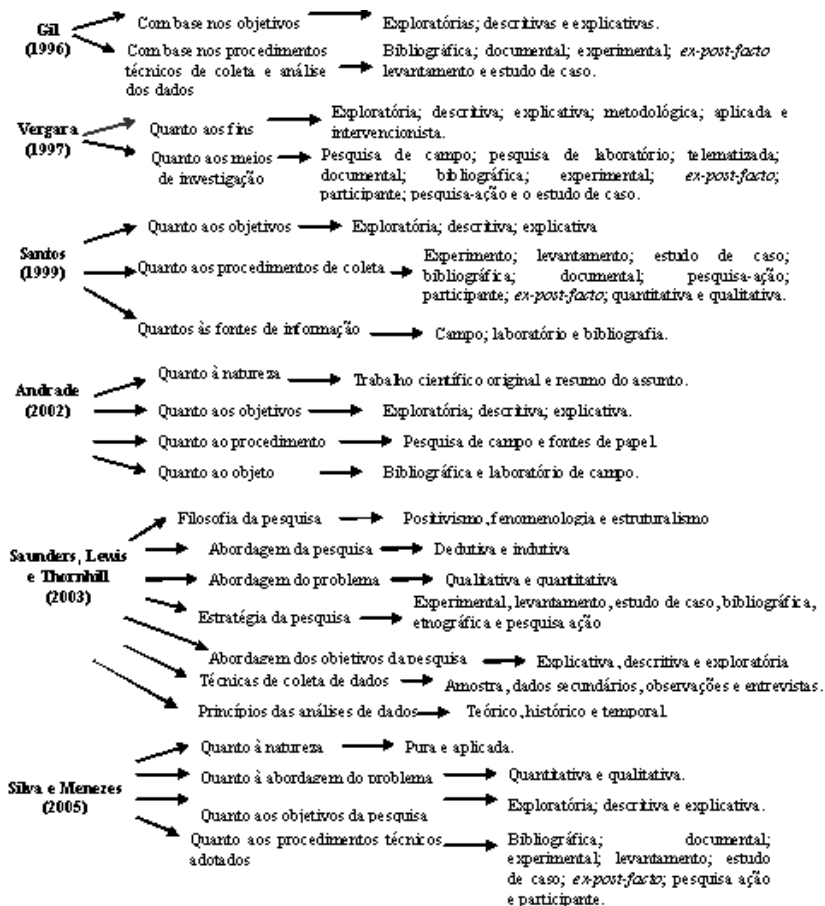 Gil
(1996)
Com base nos objetivos
Exploratórias; descritivas e explicativas.
Com base nos procedimentos
técnicos de coleta e análise
dos dados
Bibliográfica; documental; experimental; ex-post-facto
levantamento e estudo de caso.
Vergara
(1997)
Quanto aos fins
Exploratória; descritiva; explicativa; metodológica; aplicada e
intervencionista.
Quanto aos meios
de investigação
Pesquisa de campo; pesquisa de laboratório; telematizada;
documental; bibliográfica; experimental; ex-post-facto;
participante; pesquisa-ação e o estudo de caso.
Santos
(1999)
Quanto aos objetivos
Exploratória; descritiva; explicativa
Quanto aos procedimentos de coleta
Experimento; levantamento; estudo de caso;
bibliográfica; documental; pesquisa-ação;
participante; ex-post-facto; quantitativa e qualitativa.
Quantos às fontes de informação
Campo; laboratório e bibliografia.
Andrade
(2002)
Quanto à natureza
Trabalho científico original e resumo do assunto.
Quanto aos objetivos
Exploratória; descritiva; explicativa.
Quanto ao procedimento
Pesquisa de campo e fontes de papel
Quanto ao objeto
Bibliográfica e laboratório de campo.
Saunders, Lewis
e Thornhill
(2003)
Filosofia da pesquisa
Positivismo, fenomenologia e estruturalismo
Abordagem da pesquisa
Dedutiva e indutiva
Abordagem do problema
Qualitativa e quantitativa
Estratégia da pesquisa
Experimental, levantamento, estudo de caso, bibliográfica,
etnográfica e pesquisa ação
Abordagem dos objetivos da pesquisa
Explicativa, descritiva e exploratória
Técnicas de coleta de dados
Amostra, dados secundários, observações e entrevistas.
Princípios das análises de dados
Teórico, histórico e temporal
Silva e Menezes
(2005)
Quanto à natureza
Pura e aplicada.
Quanto à abordagem do problema
Quantitativa e qualitativa.
Quanto aos objetivos da pesquisa
Exploratória; descritiva e explicativa.
Quanto aos procedimentos técnicos
adotados
Bibliográfica; documental;
experimental; levantamento; estudo
de caso; ex-post-facto; pesquisa ação
e participante.